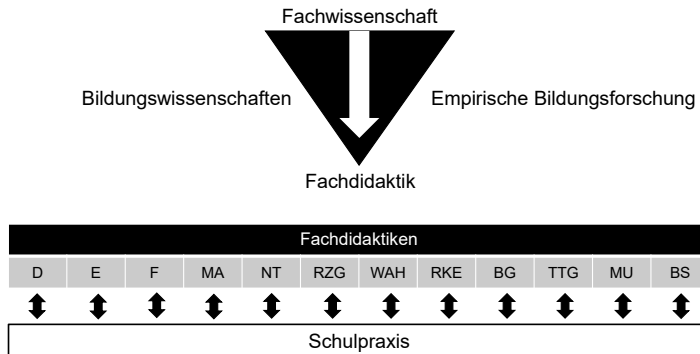 Fachwissenschaft
Bildungswissenschaften Empirische Bildungsforschung
Fachdidaktik
Fachdidaktiken
D E F MA NT RZG WAH RKE BG TTG MU BS
Schulpraxis